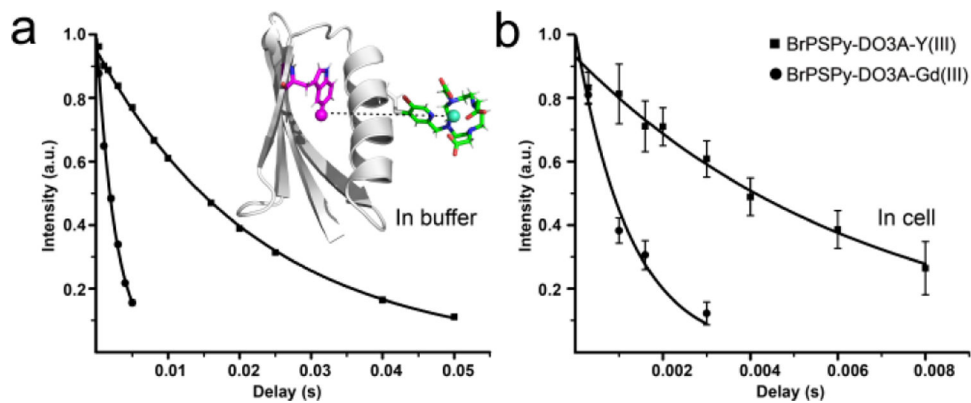 a
Intensity (a.u.)
1.0
0.8
0.6
0.4
0.2
In buffer
0.01
0.02
0.03
0.04
0.05
Delay (s)
b
Intensity (a.u.)
1.0
0.8
0.6
0.4
0.2
BrPSPy-DO3A-Y(III)
BrPSPy-DO3A-Gd(III)
In cell
0.002
0.004
0.006
0.008
Delay (s)